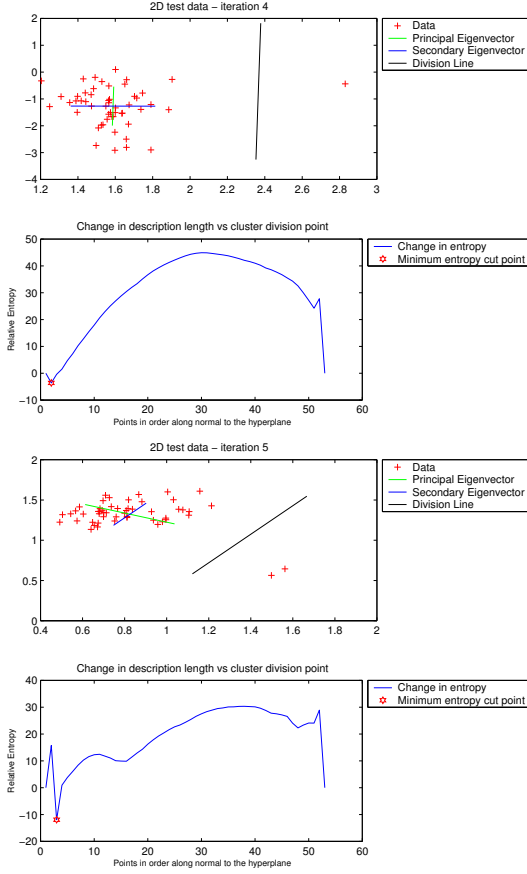 2D test data − iteration 4
2
1
0
−1
−2
−3
−4
1.2 1.4 1.6 1.8 2 2.2 2.4 2.6 2.8 3
Data
Principal Eigenvector
Secondary Eigenvector
Division Line
Change in description length vs cluster division point
50
40
30
20
10
0
−10
0 10 20 30 40 50 60
Relative Entropy
Points in order along normal to the hyperplane
Change in entropy
Minimum entropy cut point
2D test data − iteration 5
2
1.5
1
0.5
0
0.4 0.6 0.8 1 1.2 1.4 1.6 1.8 2
Data
Principal Eigenvector
Secondary Eigenvector
Division Line
Change in description length vs cluster division point
40
30
20
10
0
−10
−20
0 10 20 30 40 50 60
Relative Entropy
Points in order along normal to the hyperplane
Change in entropy
Minimum entropy cut point